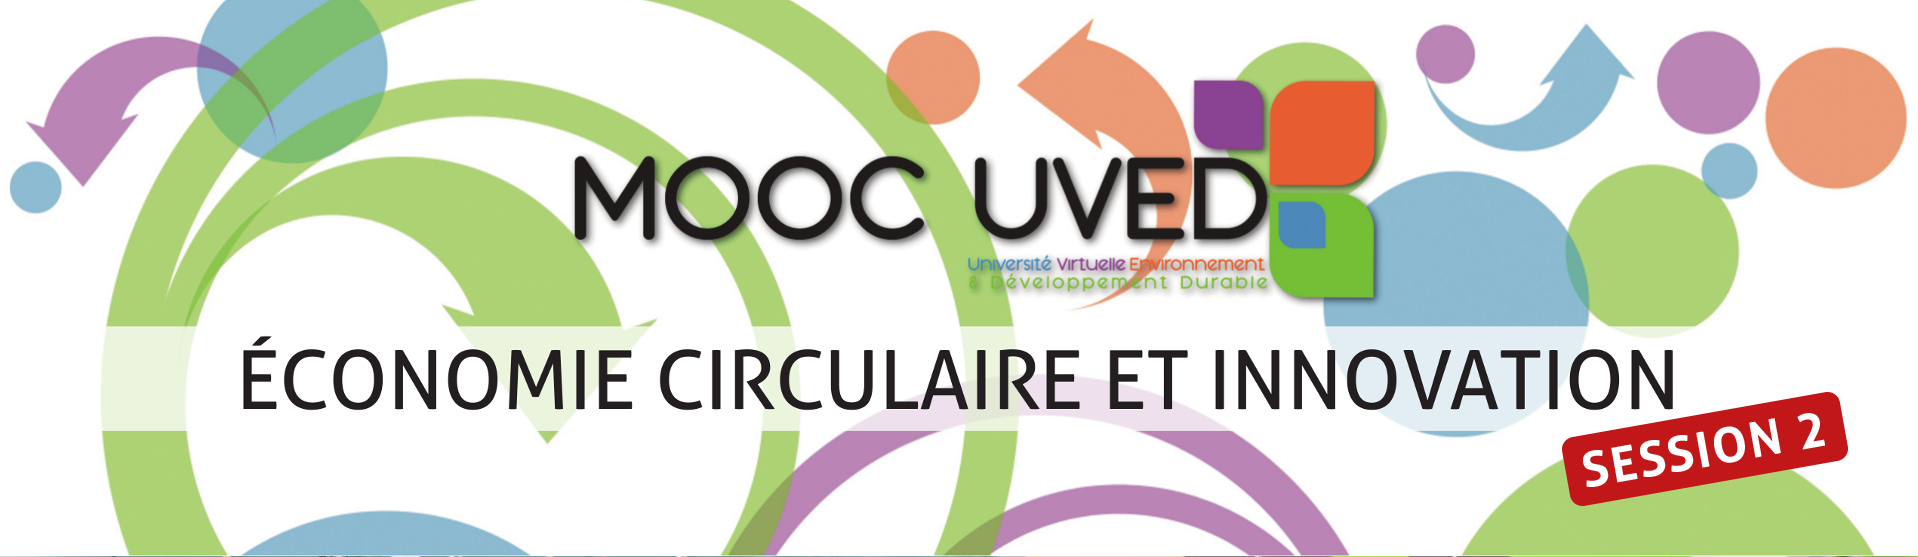 MOOC UVED
Université Virtuelle Environnement
& Développement Durable
ÉCONOMIE CIRCULAIRE ET INNOVATION
SESSION 2